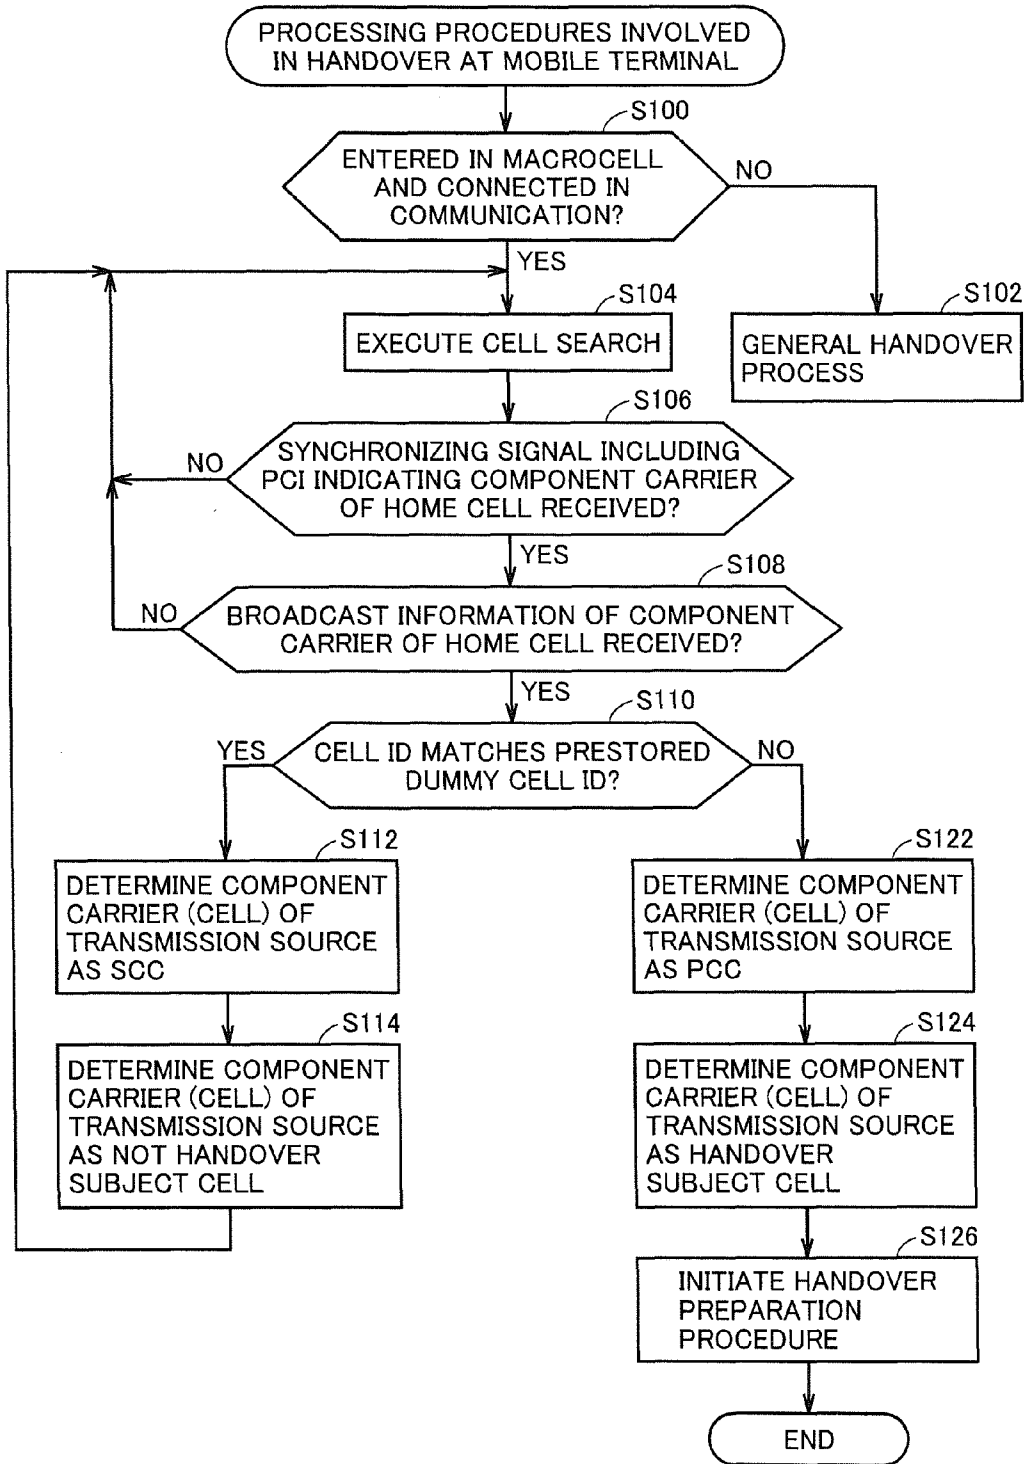 PROCESSING PROCEDURES INVOLVED
IN HANDOVER AT MOBILE TERMINAL
S100
ENTERED IN MACROCELL
AND CONNECTED IN
COMMUNICATION?
NO
YES
S102
GENERAL HANDOVER
PROCESS
S104
EXECUTE CELL SEARCH
S106
SYNCHRONIZING SIGNAL INCLUDING
PCI INDICATING COMPONENT CARRIER
OF HOME CELL RECEIVED?
NO
YES
S108
BROADCAST INFORMATION OF COMPONENT
CARRIER OF HOME CELL RECEIVED?
NO
YES
S110
CELL ID MATCHES PRESTORED
DUMMY CELL ID?
YES
NO
S112
DETERMINE COMPONENT
CARRIER (CELL) OF
TRANSMISSION SOURCE
AS SCC
S114
DETERMINE COMPONENT
CARRIER (CELL) OF
TRANSMISSION SOURCE
AS NOT HANDOVER
SUBJECT CELL
S122
DETERMINE COMPONENT
CARRIER (CELL) OF
TRANSMISSION SOURCE
AS PCC
S124
DETERMINE COMPONENT
CARRIER (CELL) OF
TRANSMISSION SOURCE
AS HANDOVER
SUBJECT CELL
S126
INITIATE HANDOVER
PREPARATION
PROCEDURE
END